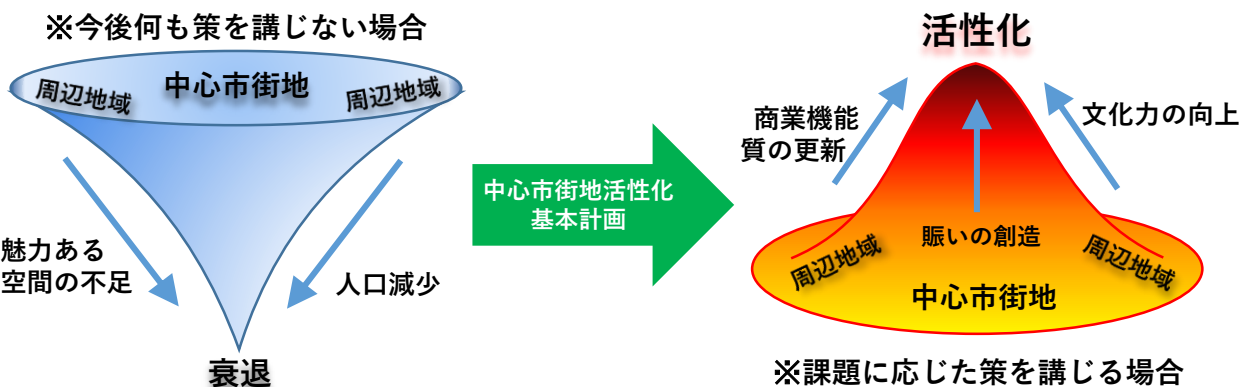 ※今後何も策を講じない場合
中心市街地
周辺地域
周辺地域
魅力ある
空間の不足
人口減少
衰退
中心市街地活性化
基本計画
活性化
商業機能
質の更新
文化力の向上
賑いの創造
周辺地域
周辺地域
中心市街地
※課題に応じた策を講じる場合